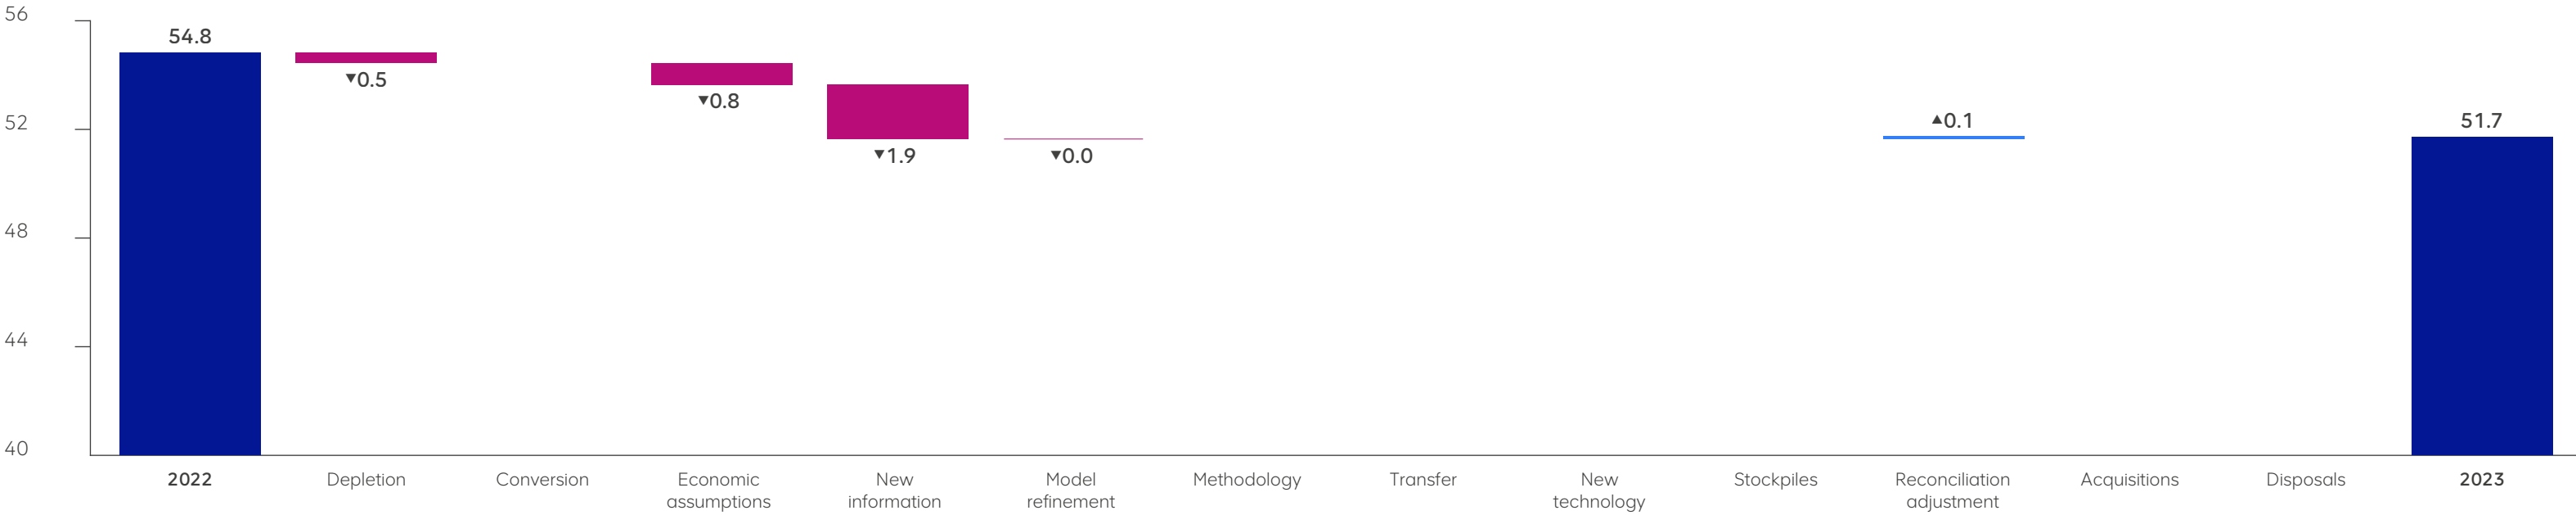 56
52
48
44
40
54.8
▼0.5
▼0.8
▼1.9
▼0.0
▲0.1
51.7
2022
Depletion
Conversion
Economic
assumptions
New
information
Model
refinement
Methodology
Transfer
New
technology
Stockpiles
Reconciliation
adjustment
Acquisitions
Disposals
2023